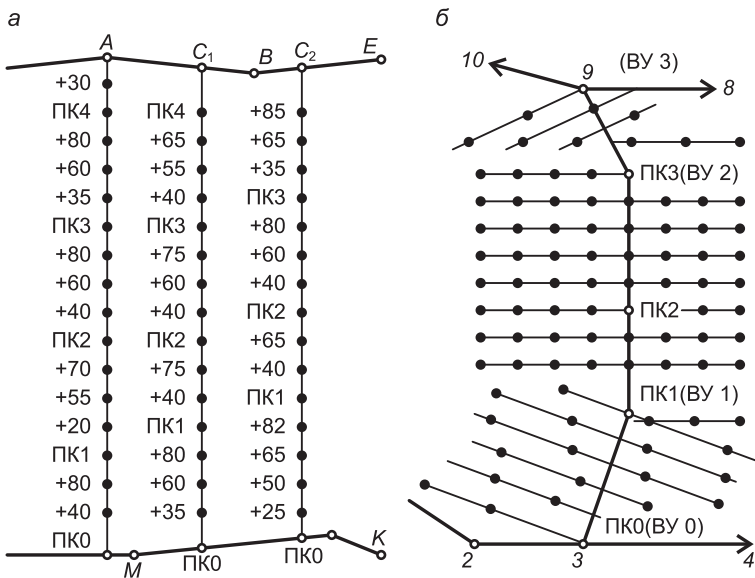 а
б
A
C₁
B
C₂
E
+30
ПК4
+80
+60
+35
ПК3
+80
+60
+40
ПК2
+70
+55
+20
ПК1
+80
+40
ПК0
ПК4
+65
+55
+40
ПК3
+75
+60
+40
ПК2
+75
+40
ПК1
+80
+60
+35
ПК0
+85
+65
+35
ПК3
+80
+60
+40
ПК2
+65
+40
ПК1
+82
+65
+50
+25
ПК0
M
K
10
9
(ВУ 3)
8
ПК3(ВУ 2)
ПК2
ПК1(ВУ 1)
ПК0(ВУ 0)
2
3
4